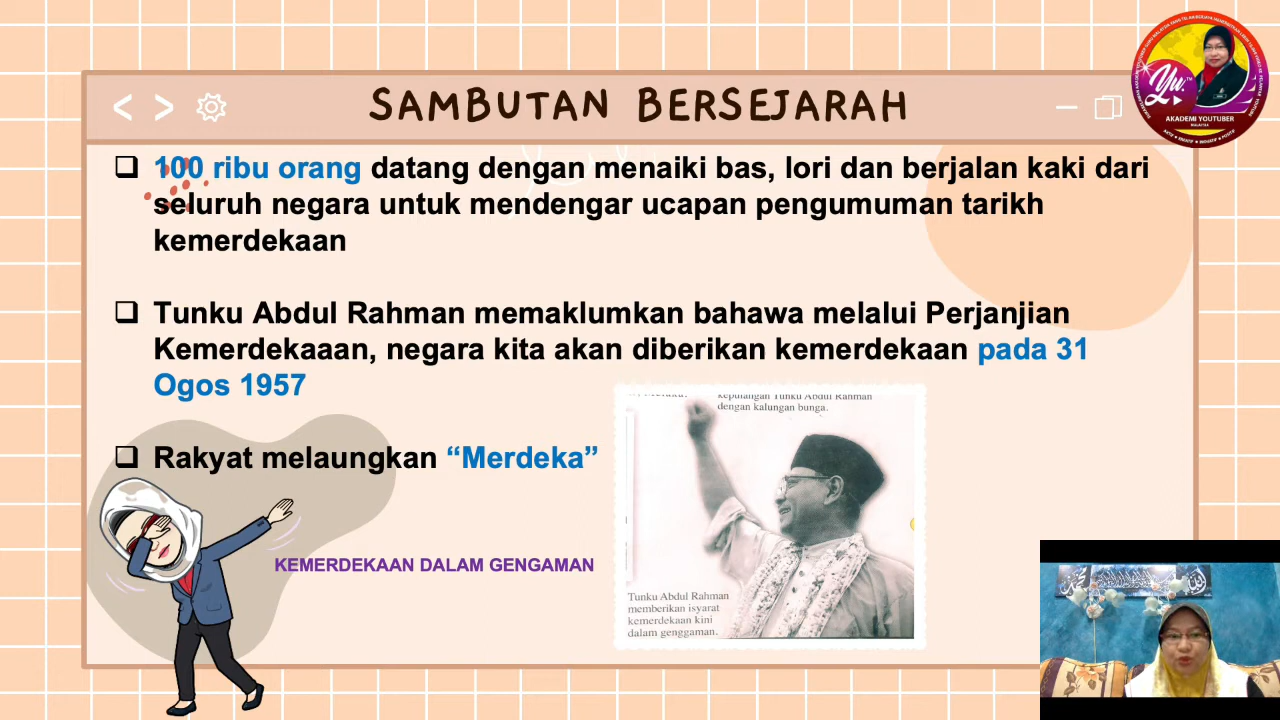 SAMBUTAN BERSEJARAH
100 ribu orang datang dengan menaiki bas, lori dan berjalan kaki dari
seluruh negara untuk mendengar ucapan pengumuman tarikh
kemerdekaan
Tunku Abdul Rahman memaklumkan bahawa melalui Perjanjian
Kemerdekaaan, negara kita akan diberikan kemerdekaan pada 31
Ogos 1957
Rakyat melaungkan “Merdeka”
KEMERDEKAAN DALAM GENGAMAN
kepulangan Tunku Abdul Rahman
dengan kalungan bunga.
Tunku Abdul Rahman
memberikan isyarat
kemerdekaan kini
dalam genggaman.
YU
AKADEMI YOUTUBER
MALAYSIA